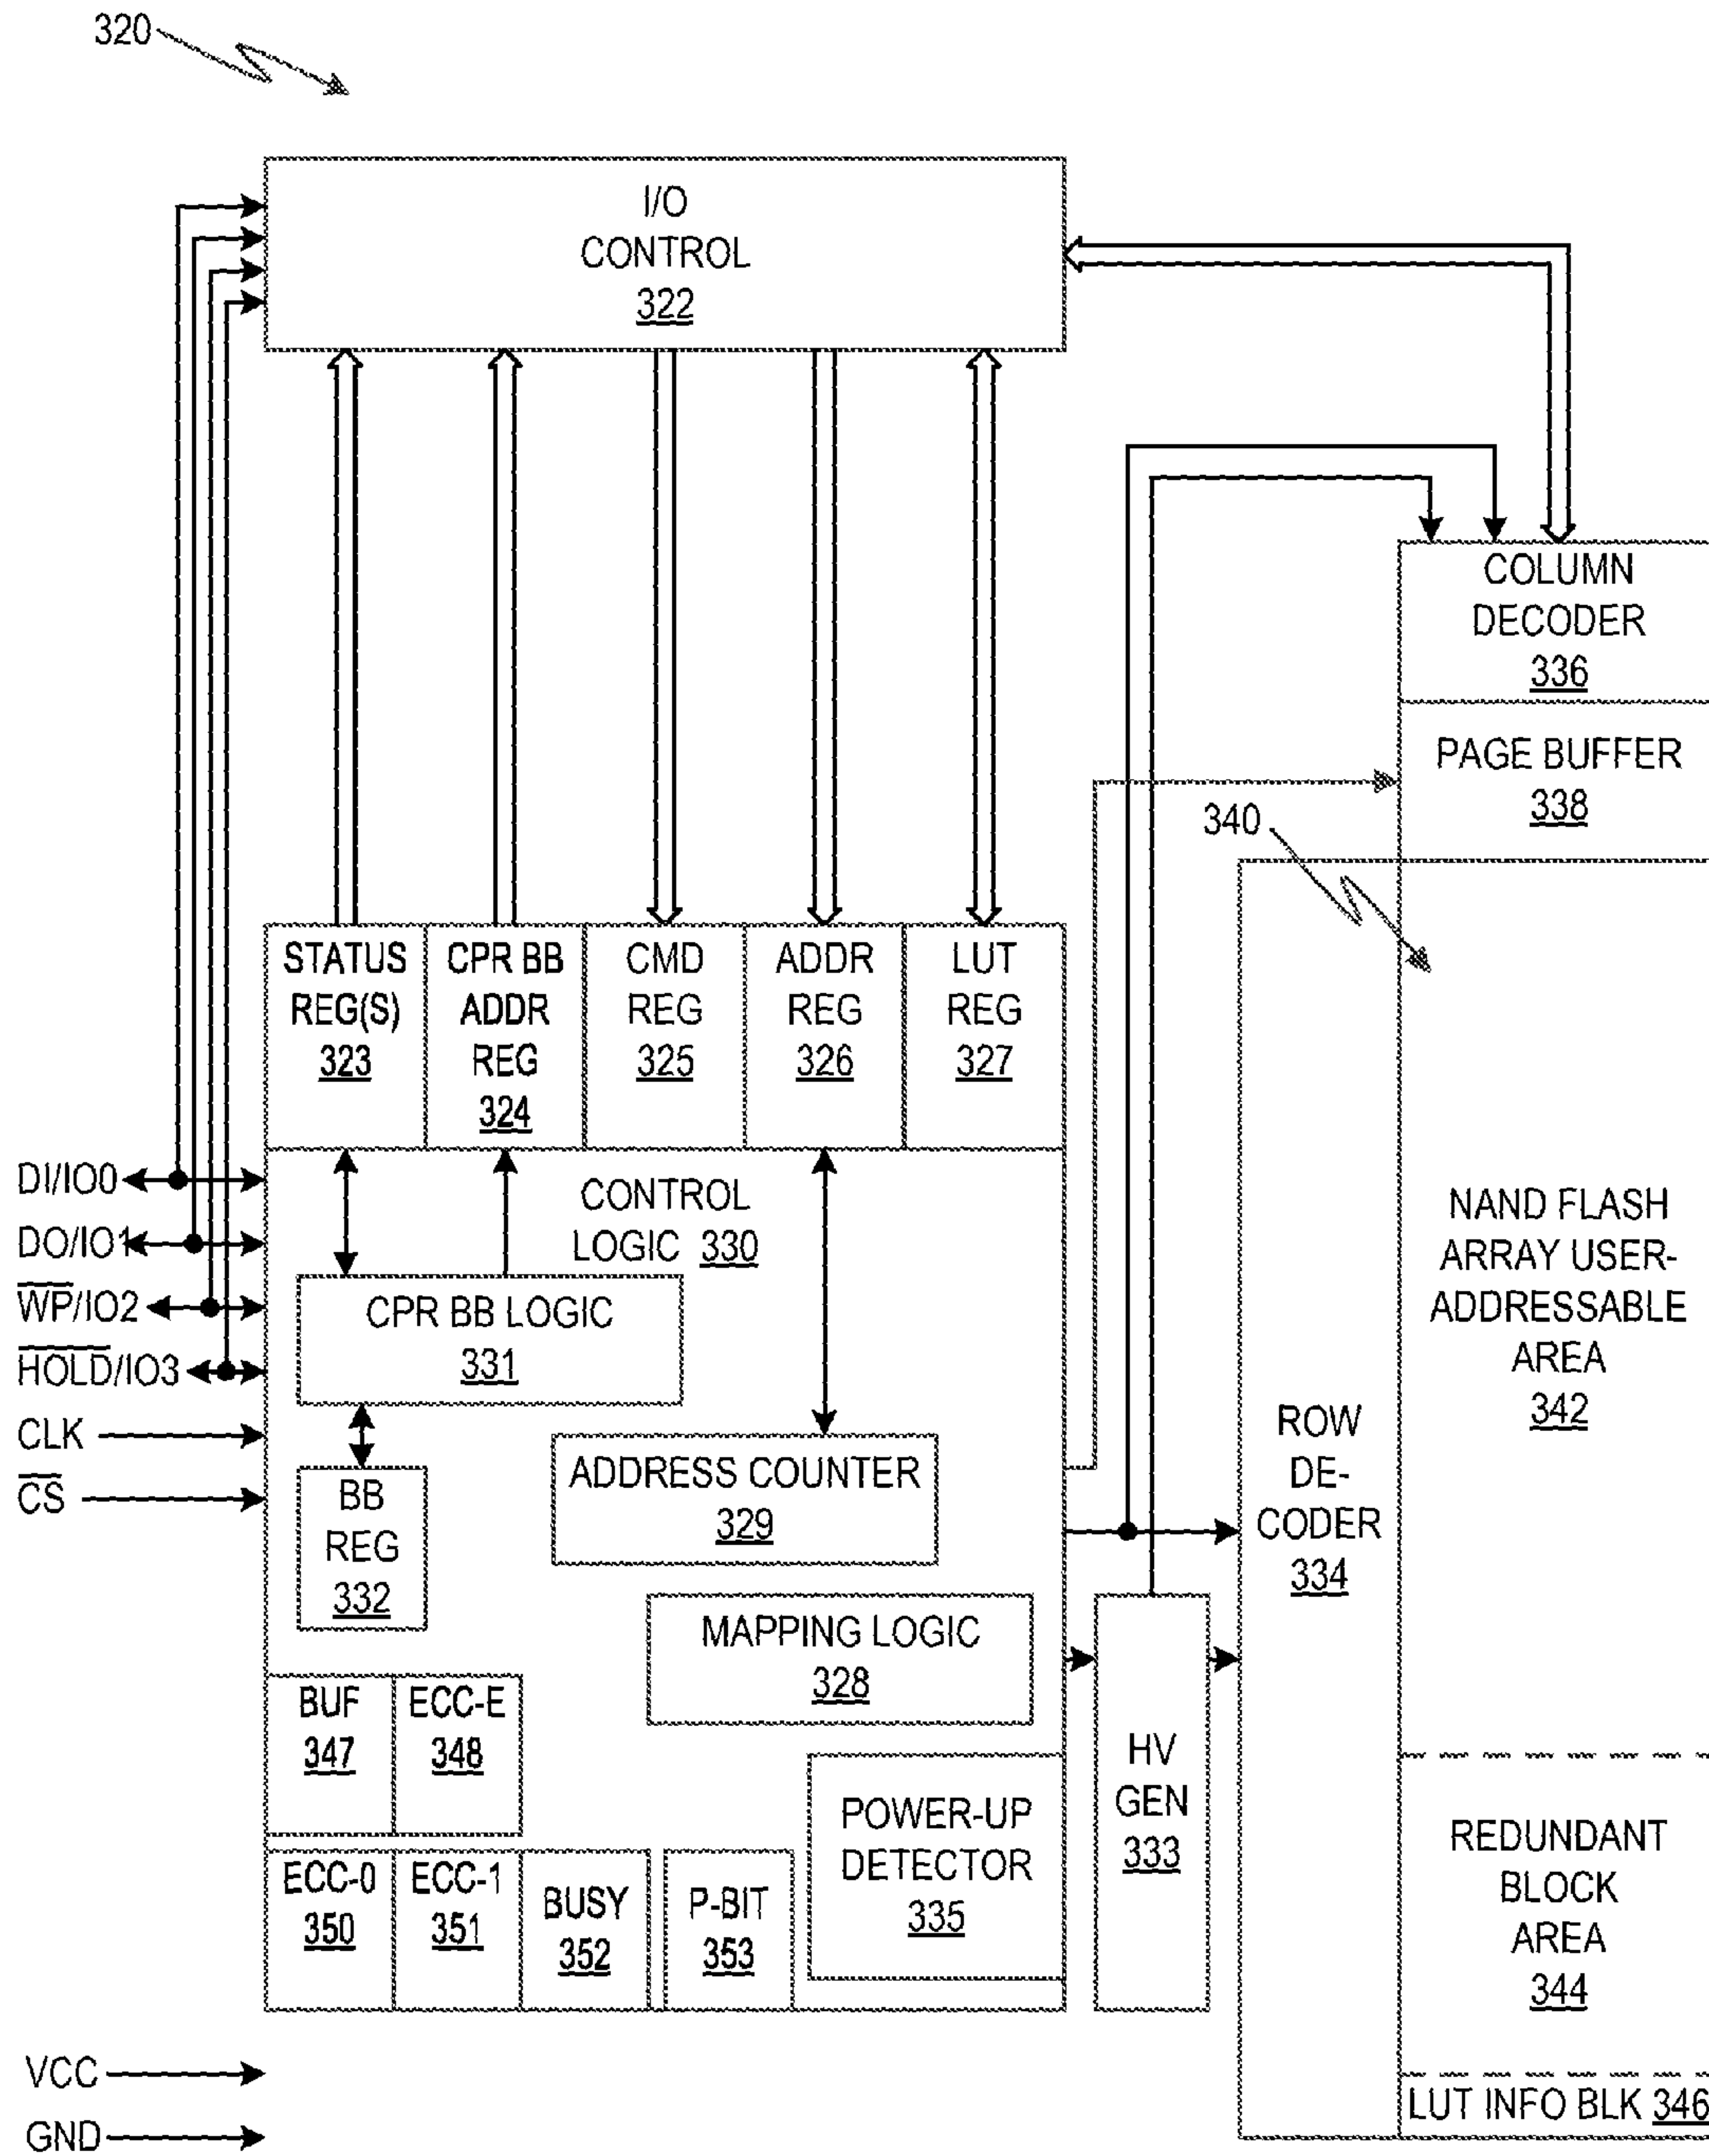 320
I/O
CONTROL
322
COLUMN
DECODER
336
PAGE BUFFER
338
340
STATUS
REG(S)
323
CPR BB
ADDR
REG
324
CMD
REG
325
ADDR
REG
326
LUT
REG
327
DI/IO0
DO/IO1
W̅P̅/IO2
H̅O̅L̅D̅/IO3
CLK
C̅S̅
CONTROL
LOGIC 330
CPR BB LOGIC
331
BB
REG
332
ADDRESS COUNTER
329
MAPPING LOGIC
328
BUF
347
ECC-E
348
ECC-0
350
ECC-1
351
BUSY
352
P-BIT
353
POWER-UP
DETECTOR
335
HV
GEN
333
ROW
DE-
CODER
334
NAND FLASH
ARRAY USER-
ADDRESSABLE
AREA
342
REDUNDANT
BLOCK
AREA
344
LUT INFO BLK 346
VCC
GND